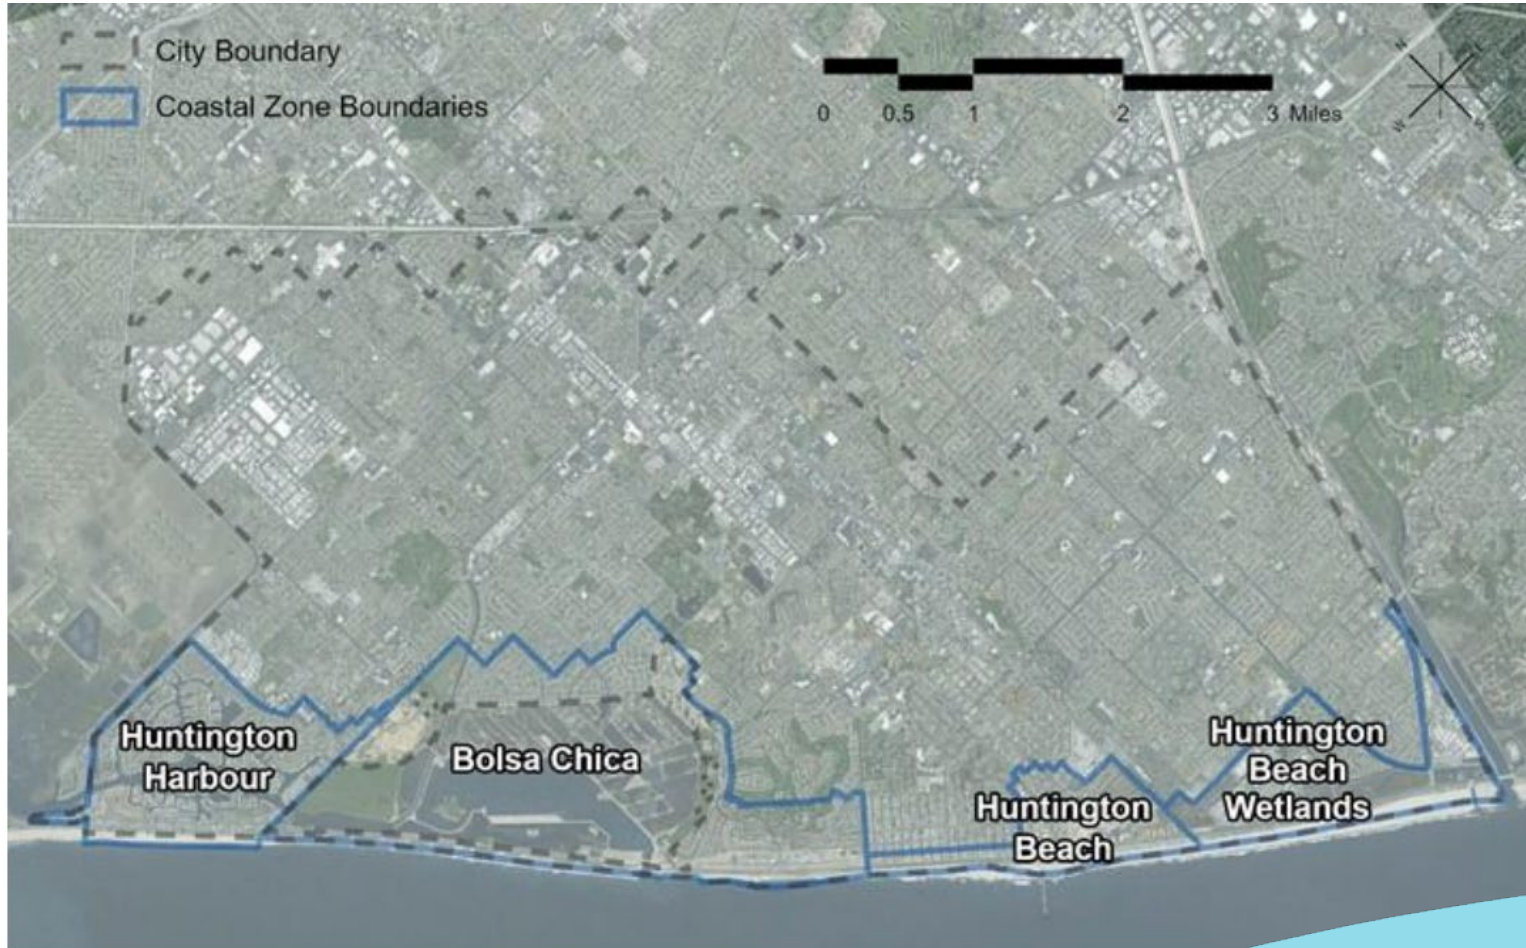 City Boundary
Coastal Zone Boundaries
0 0.5 1 2 3 Miles
N
W
Huntington
Harbour
Bolsa Chica
Huntington
Beach
Huntington
Beach
Wetlands